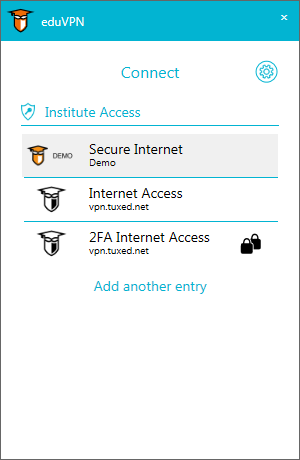 eduVPN
Connect
Institute Access
DEMO
Secure Internet
Demo
Internet Access
vpn.tuxed.net
2FA Internet Access
vpn.tuxed.net
Add another entry